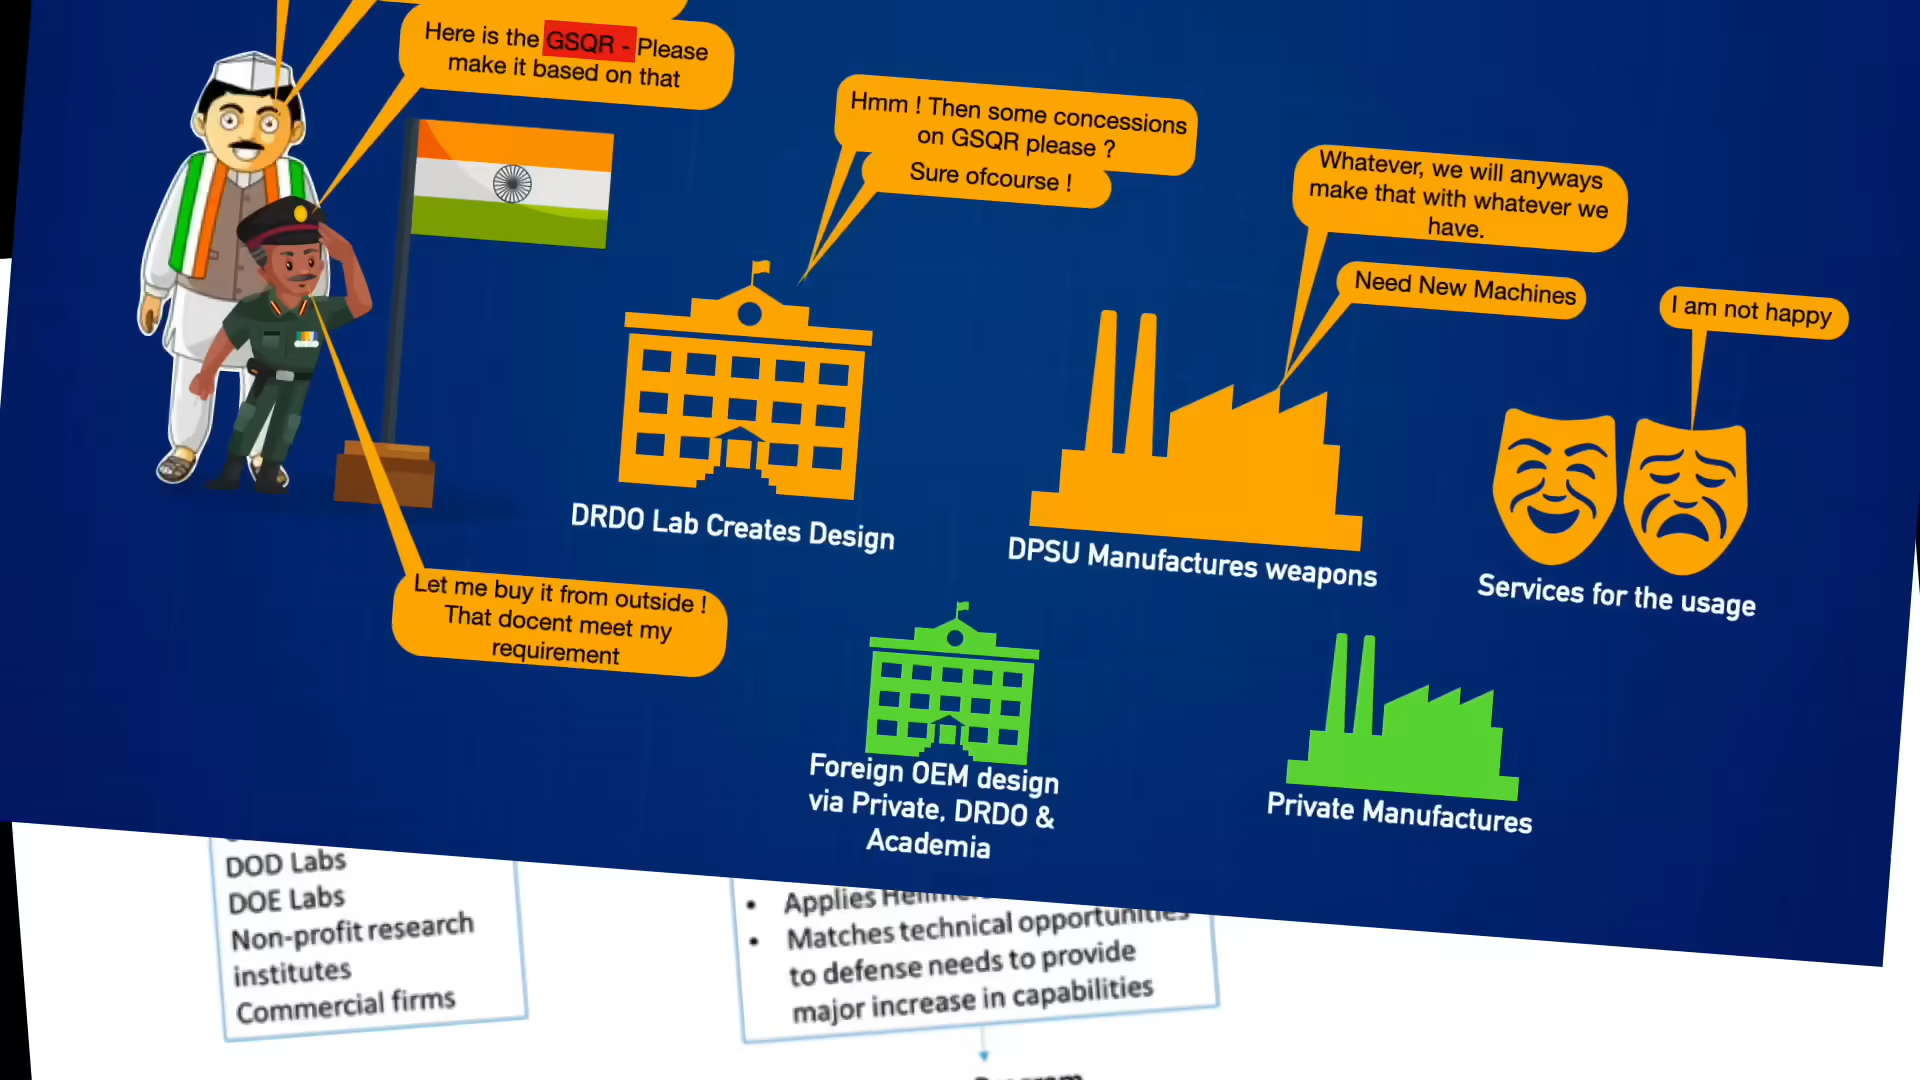 Here is the GSQR - Please
make it based on that
Hmm ! Then some concessions
on GSQR please ?
Sure ofcourse !
Whatever, we will anyways
make that with whatever we
have.
Need New Machines
I am not happy
DRDO Lab Creates Design
DPSU Manufactures weapons
Services for the usage
Let me buy it from outside !
That docent meet my
requirement
Foreign OEM design
via Private, DRDO &
Academia
Private Manufactures
DOD Labs
DOE Labs
Non-profit research
institutes
Commercial firms
• Applies
• Matches technical opportunities
to defense needs to provide
major increase in capabilities